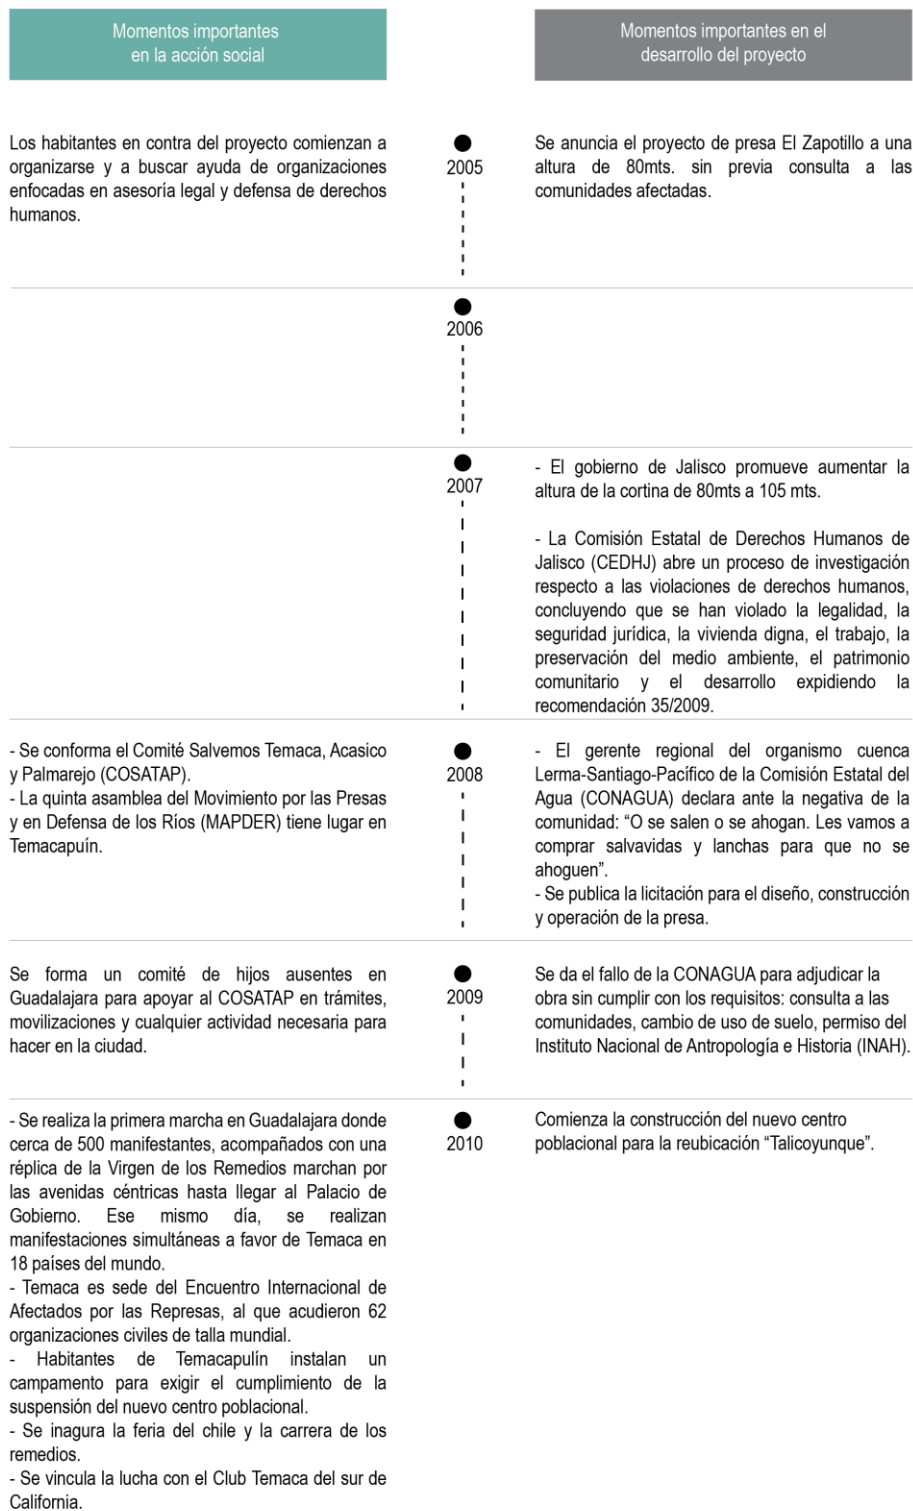 Momentos importantes
en la acción social
Momentos importantes en el
desarrollo del proyecto
Los habitantes en contra del proyecto comienzan a
organizarse y a buscar ayuda de organizaciones
enfocadas en asesoría legal y defensa de derechos
humanos.
2005
Se anuncia el proyecto de presa El Zapotillo a una
altura de 80mts. sin previa consulta a las
comunidades afectadas.
2006
2007
- El gobierno de Jalisco promueve aumentar la
altura de la cortina de 80mts a 105 mts.
- La Comisión Estatal de Derechos Humanos de
Jalisco (CEDHJ) abre un proceso de investigación
respecto a las violaciones de derechos humanos,
concluyendo que se han violado la legalidad, la
seguridad jurídica, la vivienda digna, el trabajo, la
preservación del medio ambiente, el patrimonio
comunitario y el desarrollo expidiendo la
recomendación 35/2009.
- Se conforma el Comité Salvemos Temaca, Acasico
y Palmarejo (COSATAP).
- La quinta asamblea del Movimiento por las Presas
y en Defensa de los Ríos (MAPDER) tiene lugar en
Temacapuín.
2008
- El gerente regional del organismo cuenca
Lerma-Santiago-Pacífico de la Comisión Estatal del
Agua (CONAGUA) declara ante la negativa de la
comunidad: “O se salen o se ahogan. Les vamos a
comprar salvavidas y lanchas para que no se
ahoguen”.
- Se publica la licitación para el diseño, construcción
y operación de la presa.
Se forma un comité de hijos ausentes en
Guadalajara para apoyar al COSATAP en trámites,
movilizaciones y cualquier actividad necesaria para
hacer en la ciudad.
2009
Se da el fallo de la CONAGUA para adjudicar la
obra sin cumplir con los requisitos: consulta a las
comunidades, cambio de uso de suelo, permiso del
Instituto Nacional de Antropología e Historia (INAH).
- Se realiza la primera marcha en Guadalajara donde
cerca de 500 manifestantes, acompañados con una
réplica de la Virgen de los Remedios marchan por
las avenidas céntricas hasta llegar al Palacio de
Gobierno. Ese mismo día, se realizan
manifestaciones simultáneas a favor de Temaca en
18 países del mundo.
- Temaca es sede del Encuentro Internacional de
Afectados por las Represas, al que acudieron 62
organizaciones civiles de talla mundial.
- Habitantes de Temacapulín instalan un
campamento para exigir el cumplimiento de la
suspensión del nuevo centro poblacional.
- Se inagura la feria del chile y la carrera de los
remedios.
- Se vincula la lucha con el Club Temaca del sur de
California.
2010
Comienza la construcción del nuevo centro
poblacional para la reubicación “Talicoyunque”.